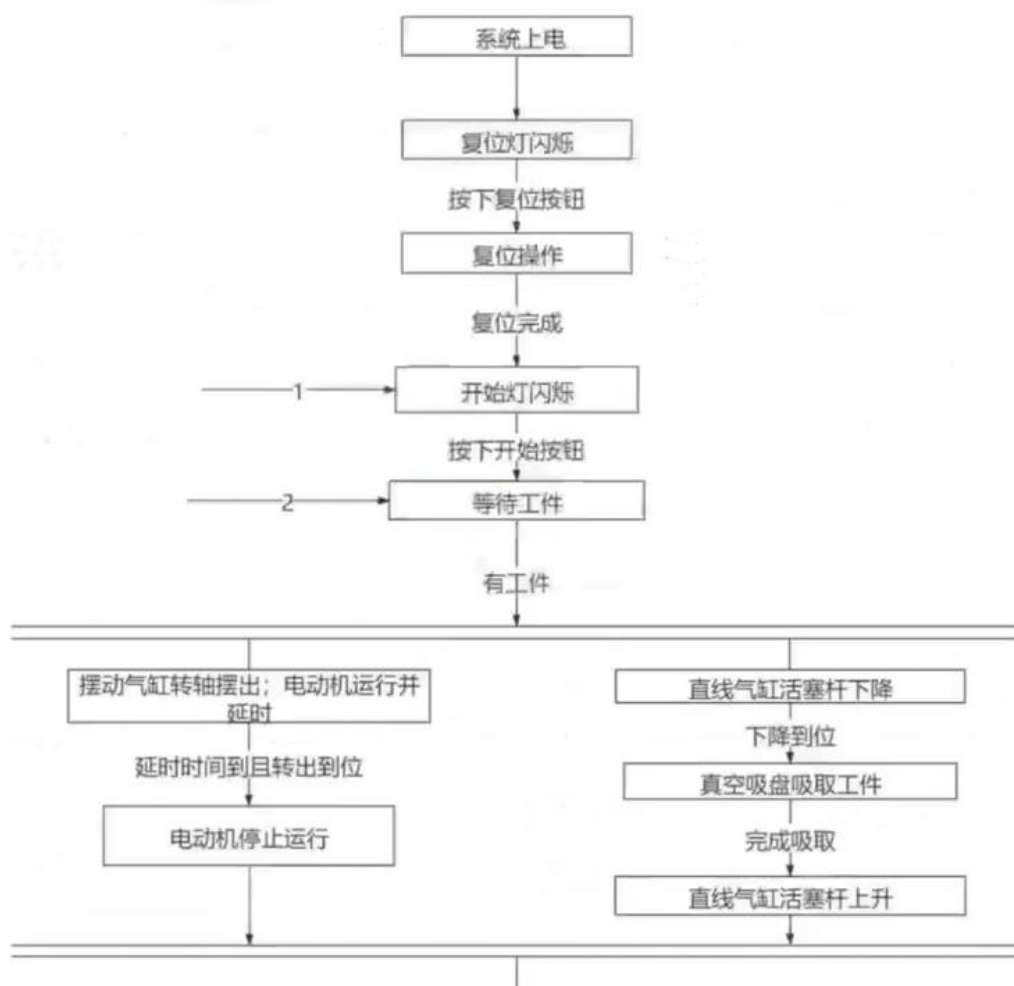 系统上电
复位灯闪烁
按下复位按钮
复位操作
复位完成
1
开始灯闪烁
按下开始按钮
2
等待工件
有工件
摆动气缸转轴摆出；电动机运行并
延时
延时时间到且转出到位
电动机停止运行
直线气缸活塞杆下降
下降到位
真空吸盘吸取工件
完成吸取
直线气缸活塞杆上升